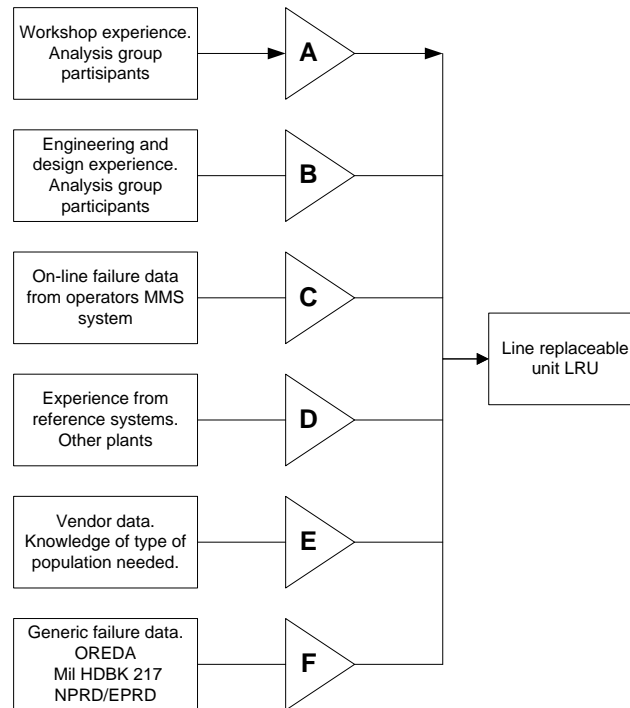 Workshop experience.
Analysis group
partisipants
A
Engineering and
design experience.
Analysis group
participants
B
On-line failure data
from operators MMS
system
C
Line replaceable
unit LRU
Experience from
reference systems.
Other plants
D
Vendor data.
Knowledge of type of
population needed.
E
Generic failure data.
OREDA
Mil HDBK 217
NPRD/EPRD
F